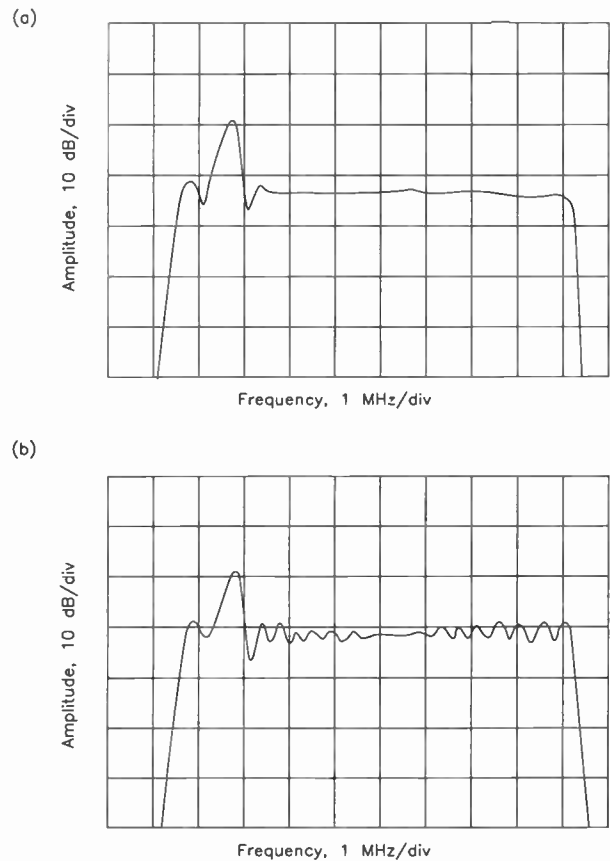 (a)
Amplitude, 10 dB/div
Frequency, 1 MHz/div
(b)
Amplitude, 10 dB/div
Frequency, 1 MHz/div